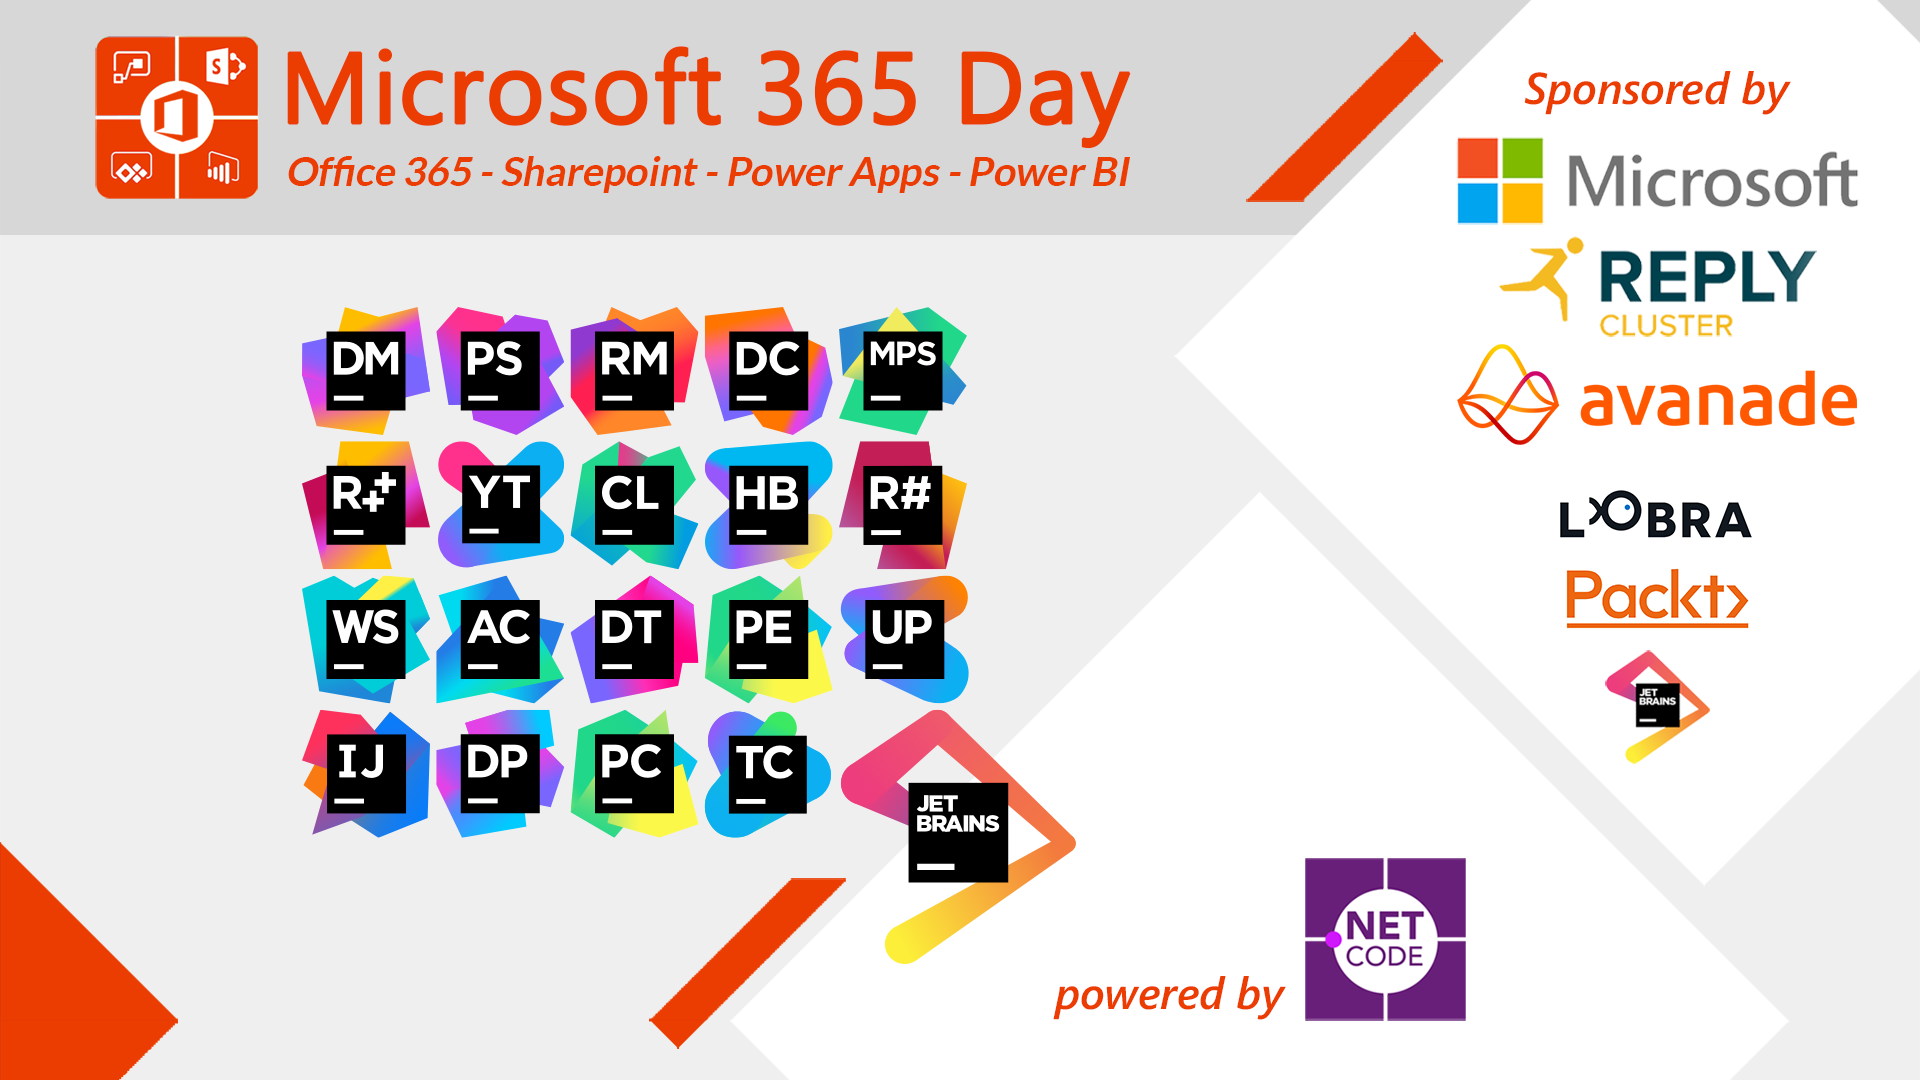 Microsoft 365 Day
Office 365 - Sharepoint - Power Apps - Power BI
S
Sponsored by
Microsoft
REPLY
CLUSTER
avanade
LOBRA
Packt>
JET
BRAINS
DM
PS
RM
DC
MPS
R++
YT
CL
HB
R#
WS
AC
DT
PE
UP
IJ
DP
PC
TC
JET
BRAINS
powered by
NET
CODE